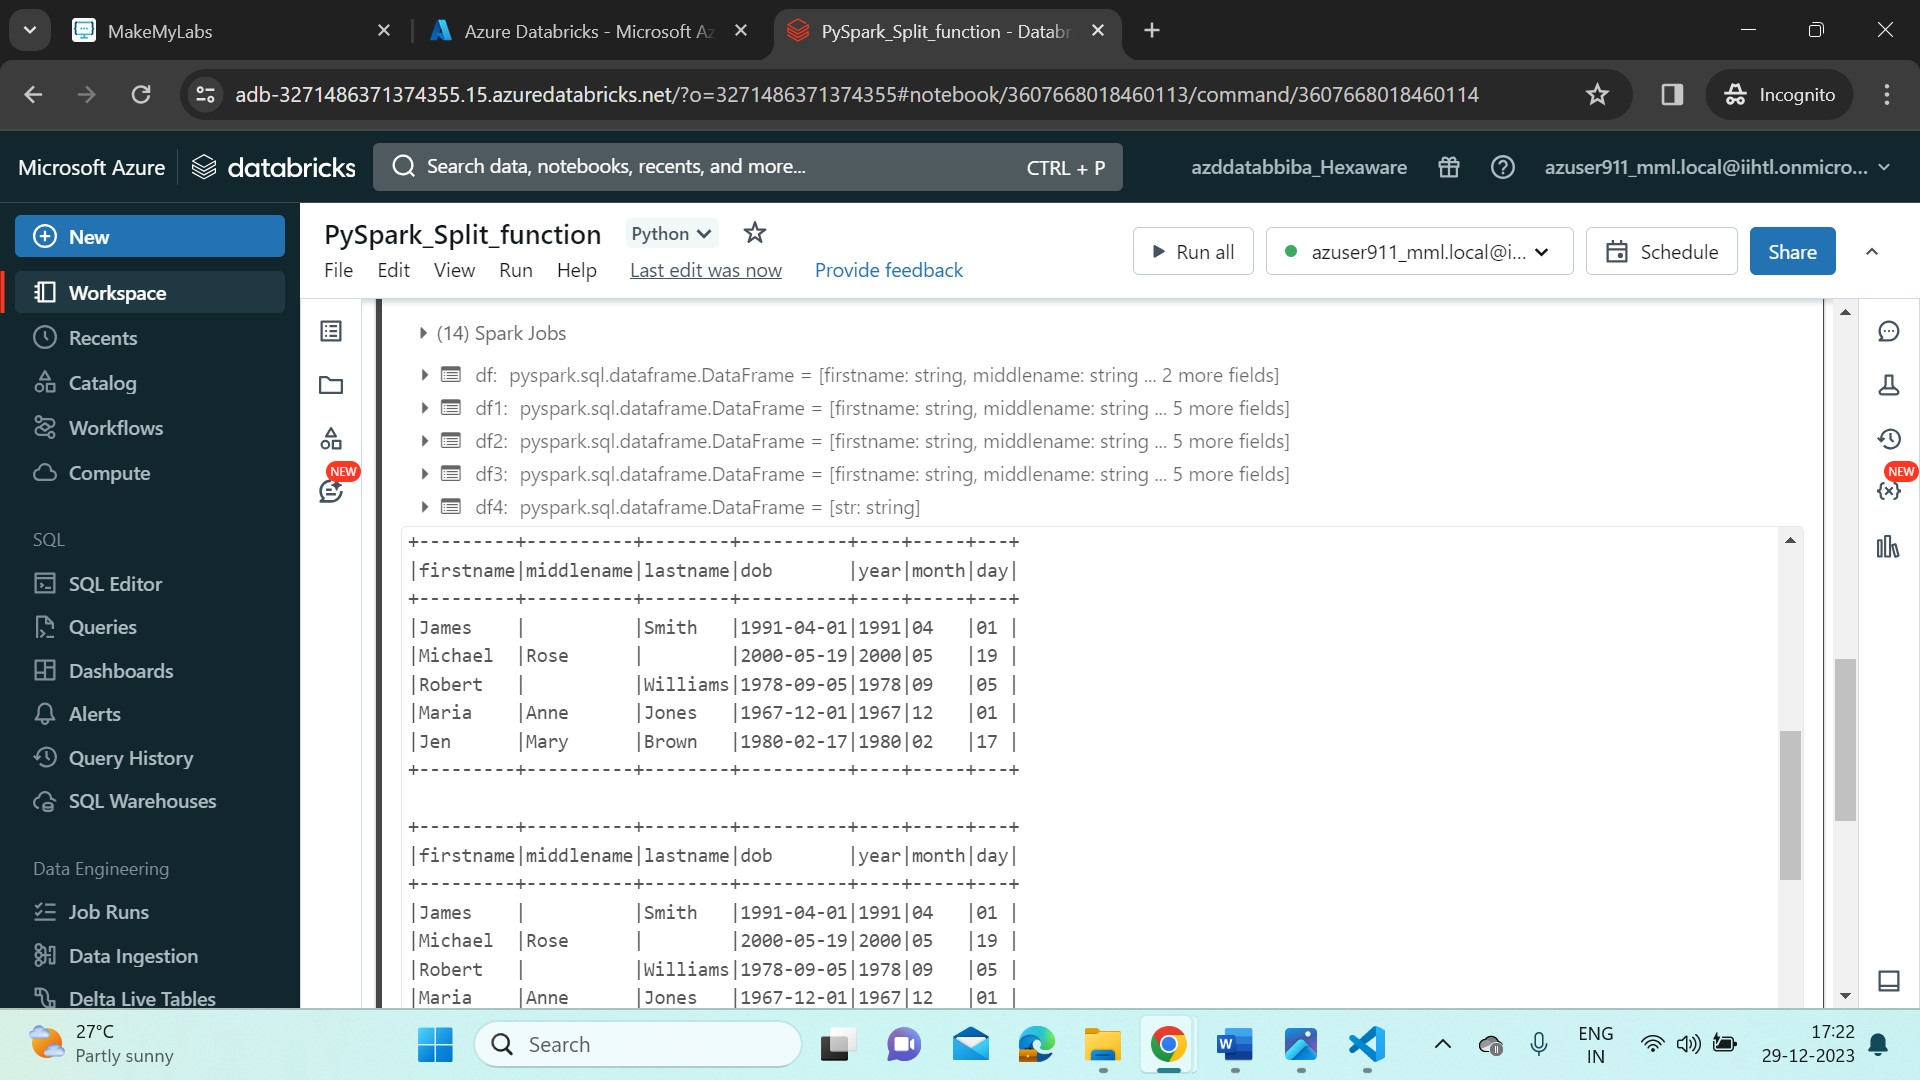 MakeMyLabs
Azure Databricks - Microsoft Az
PySpark_Split_function - Databr
adb-3271486371374355.15.azuredatabricks.net/?o=3271486371374355#notebook/3607668018460113/command/3607668018460114
Incognito
Microsoft Azure
databricks
Search data, notebooks, recents, and more...
CTRL + P
azddatabbiba_Hexaware
azuser911_mml.local@iihtl.onmicro...
New
Workspace
Recents
Catalog
Workflows
Compute
SQL
SQL Editor
Queries
Dashboards
Alerts
Query History
SQL Warehouses
Data Engineering
Job Runs
Data Ingestion
Delta Live Tables
PySpark_Split_function
Python
File Edit View Run Help Last edit was now Provide feedback
Run all
azuser911_mml.local@i...
Schedule
Share
NEW
NEW
(14) Spark Jobs
df: pyspark.sql.dataframe.DataFrame = [firstname: string, middlename: string ... 2 more fields]
df1: pyspark.sql.dataframe.DataFrame = [firstname: string, middlename: string ... 5 more fields]
df2: pyspark.sql.dataframe.DataFrame = [firstname: string, middlename: string ... 5 more fields]
df3: pyspark.sql.dataframe.DataFrame = [firstname: string, middlename: string ... 5 more fields]
df4: pyspark.sql.dataframe.DataFrame = [str: string]
+---------+----------+--------+----------+----+-----+---+
|firstname|middlename|lastname|dob       |year|month|day|
+---------+----------+--------+----------+----+-----+---+
|James    |          |Smith   |1991-04-01|1991|04   |01 |
|Michael  |Rose      |        |2000-05-19|2000|05   |19 |
|Robert   |          |Williams|1978-09-05|1978|09   |05 |
|Maria    |Anne      |Jones   |1967-12-01|1967|12   |01 |
|Jen      |Mary      |Brown   |1980-02-17|1980|02   |17 |
+---------+----------+--------+----------+----+-----+---+
+---------+----------+--------+----------+----+-----+---+
|firstname|middlename|lastname|dob       |year|month|day|
+---------+----------+--------+----------+----+-----+---+
|James    |          |Smith   |1991-04-01|1991|04   |01 |
|Michael  |Rose      |        |2000-05-19|2000|05   |19 |
|Robert   |          |Williams|1978-09-05|1978|09   |05 |
|Maria    |Anne      |Jones   |1967-12-01|1967|12   |01 |
27°C
Partly sunny
Search
ENG
IN
17:22
29-12-2023